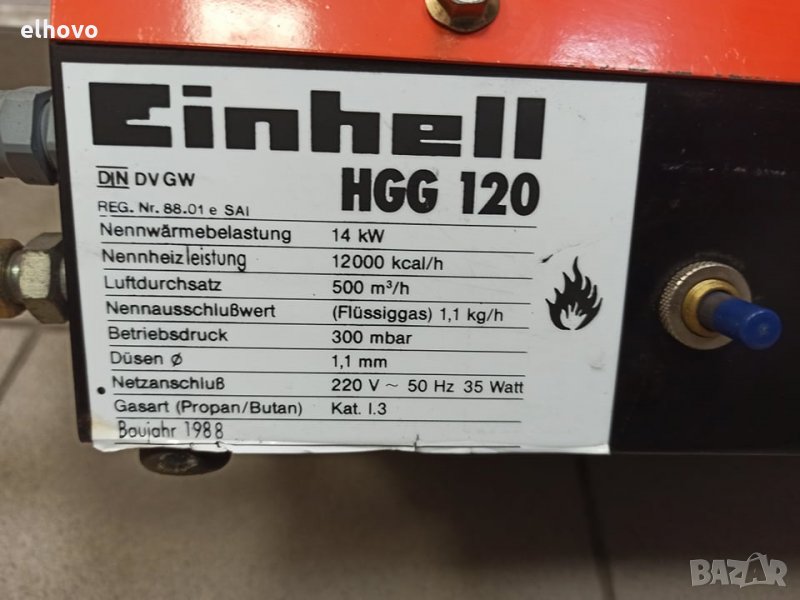 elhovo
Einhell
DIN DVGW
HGG 120
REG. Nr. 88.01 e SAI
Nennwärmebelastung 14 kW
Nennheizleistung 12000 kcal/h
Luftdurchsatz 500 m³/h
Nennausschlußwert (Flüssiggas) 1,1 kg/h
Betriebsdruck 300 mbar
Düsen Ø 1,1 mm
Netzanschluß 220 V ~ 50 Hz 35 Watt
Gasart (Propan/Butan) Kat. I.3
Baujahr 1988
BAZAR